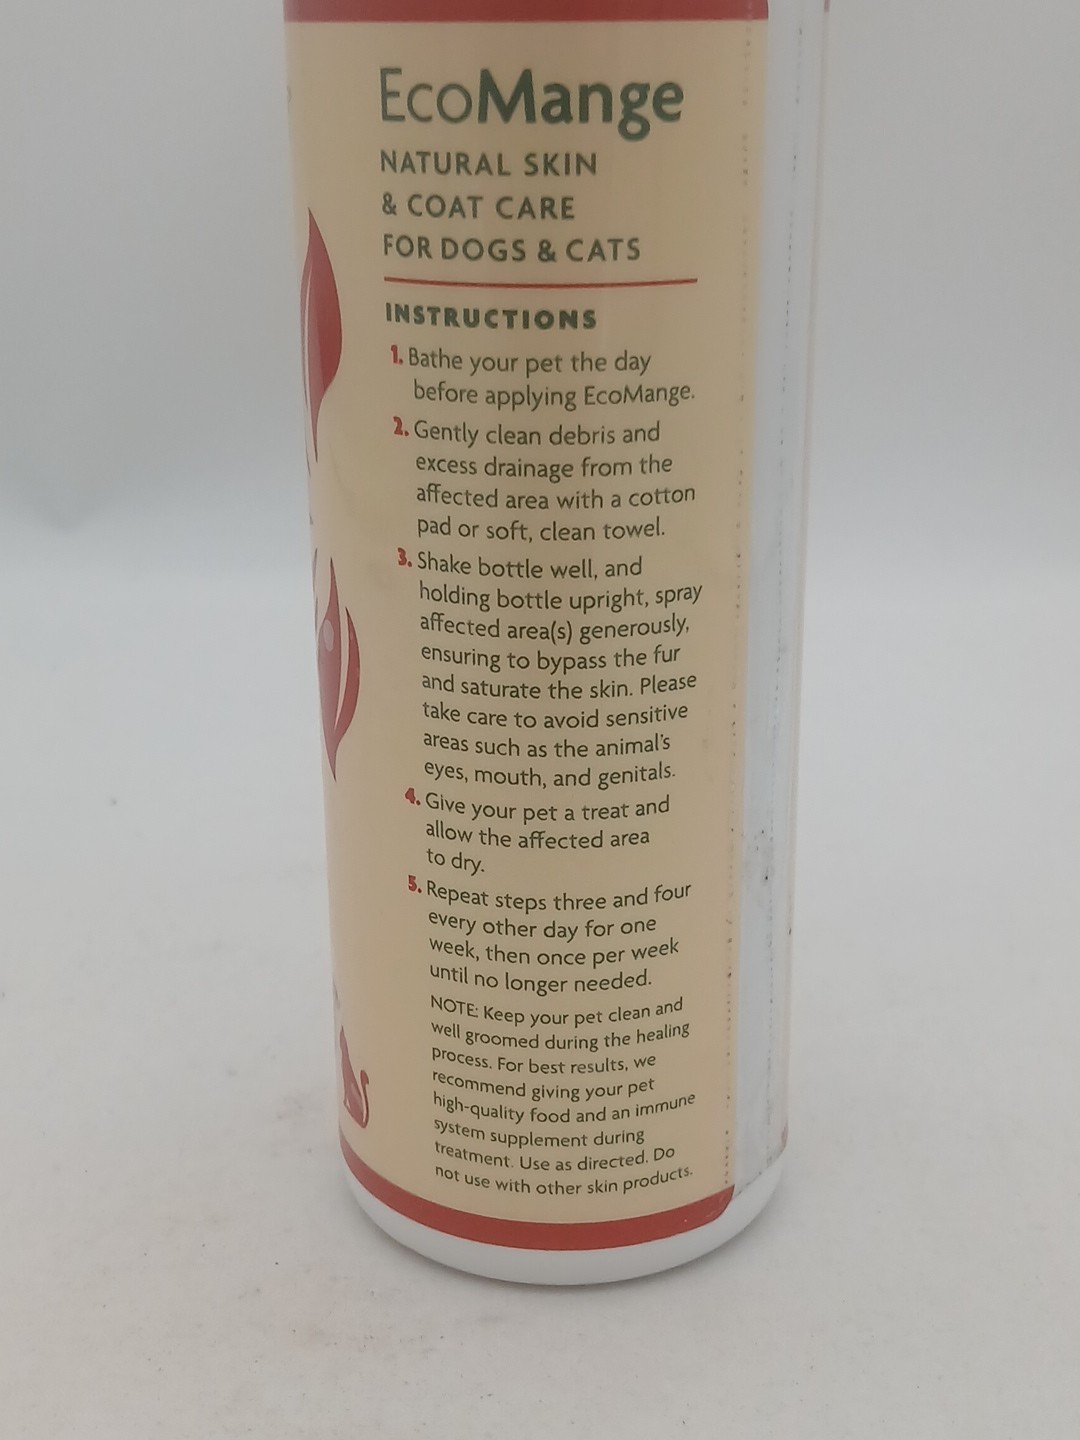 EcoMange
NATURAL SKIN
& COAT CARE
FOR DOGS & CATS
INSTRUCTIONS
1. Bathe your pet the day
before applying EcoMange.
2. Gently clean debris and
excess drainage from the
affected area with a cotton
pad or soft, clean towel.
3. Shake bottle well, and
holding bottle upright, spray
affected area(s) generously,
ensuring to bypass the fur
and saturate the skin. Please
take care to avoid sensitive
areas such as the animal's
eyes, mouth, and genitals.
4. Give your pet a treat and
allow the affected area
to dry.
5. Repeat steps three and four
every other day for one
week, then once per week
until no longer needed.
NOTE: Keep your pet clean and
well groomed during the healing
process. For best results, we
recommend giving your pet
high-quality food and an immune
system supplement during
treatment. Use as directed. Do
not use with other skin products.